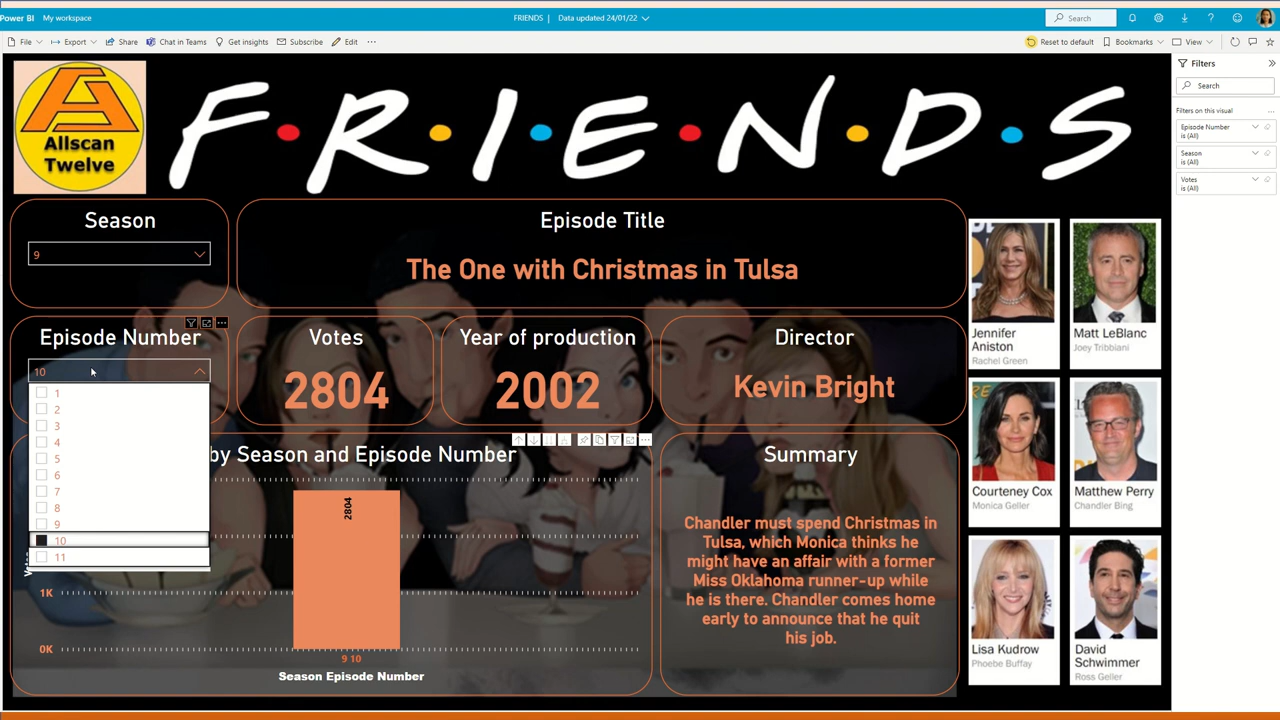 Power BI My workspace
FRIENDS | Data updated 24/01/22
Search
File Export Share Chat in Teams Get insights Subscribe Edit ...
Reset to default Bookmarks View
Filters
Search
Filters on this visual ...
Episode Number
is (All)
Season
is (All)
Votes
is (All)
Allscan
Twelve
F R I E N D S
Season
9
Episode Title
The One with Christmas in Tulsa
Episode Number
10
1
2
3
4
5
6
7
8
9
10
11
Votes
2804
Year of production
2002
Director
Kevin Bright
by Season and Episode Number
2804
1K
0K
9 10
Season Episode Number
Summary
Chandler must spend Christmas in
Tulsa, which Monica thinks he
might have an affair with a former
Miss Oklahoma runner-up while
he is there. Chandler comes home
early to announce that he quit
his job.
Jennifer
Aniston
Rachel Green
Matt LeBlanc
Joey Tribbiani
Courteney Cox
Monica Geller
Matthew Perry
Chandler Bing
Lisa Kudrow
Phoebe Buffay
David
Schwimmer
Ross Geller